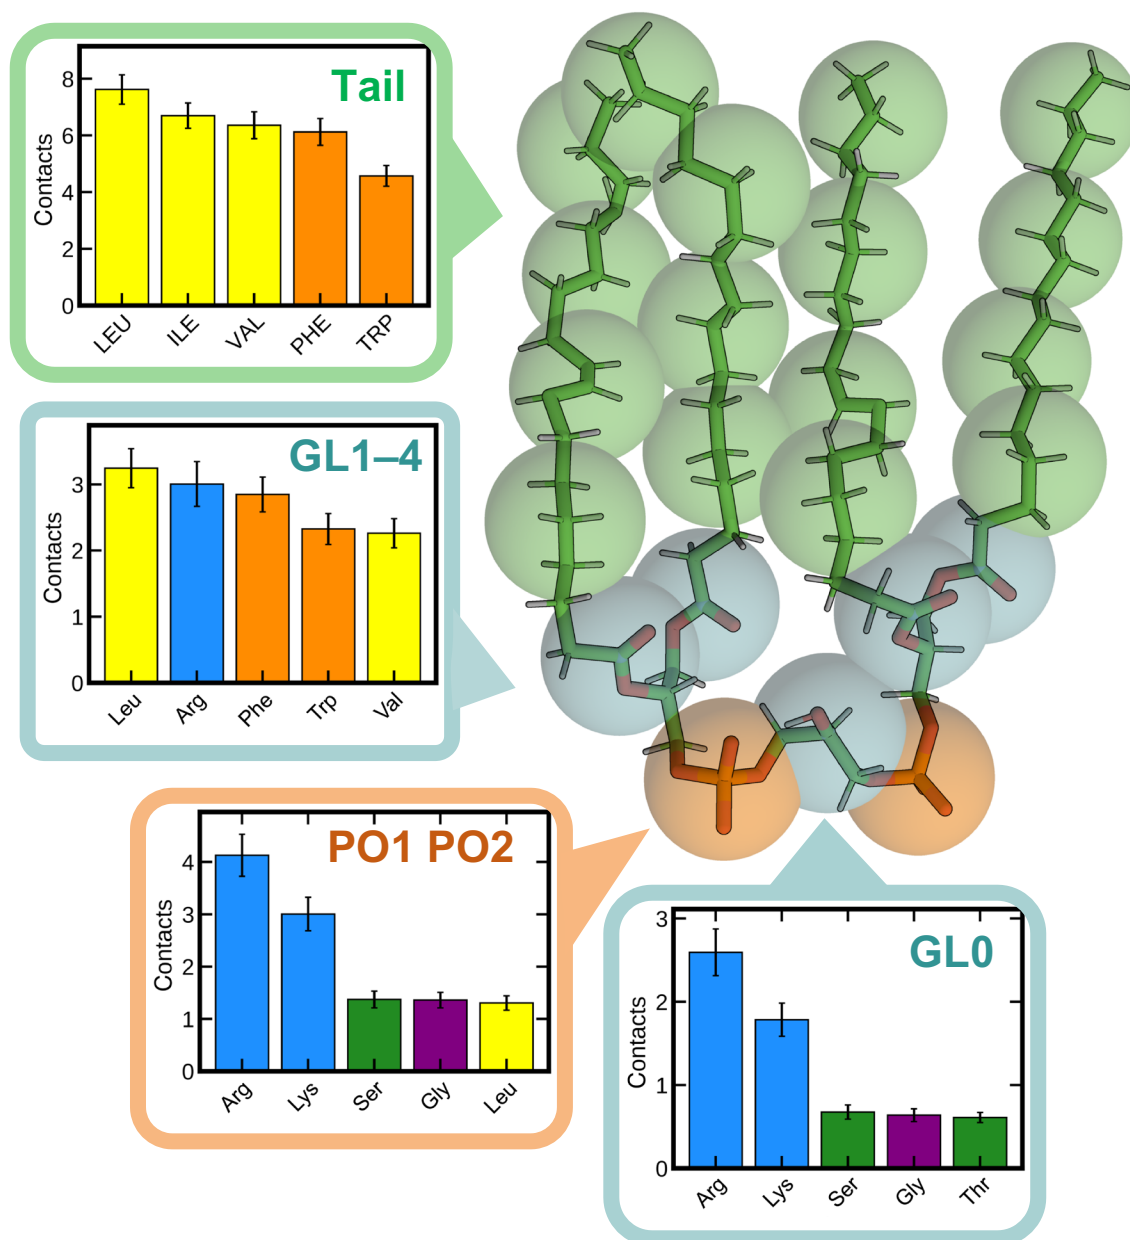 Tail
Contacts
8
6
4
2
0
LEU ILE VAL PHE TRP
GL1–4
Contacts
3
2
1
0
Leu Arg Phe Trp Val
PO1 PO2
Contacts
4
3
2
1
0
Arg Lys Ser Gly Leu
GL0
Contacts
3
2
1
0
Arg Lys Ser Gly Thr